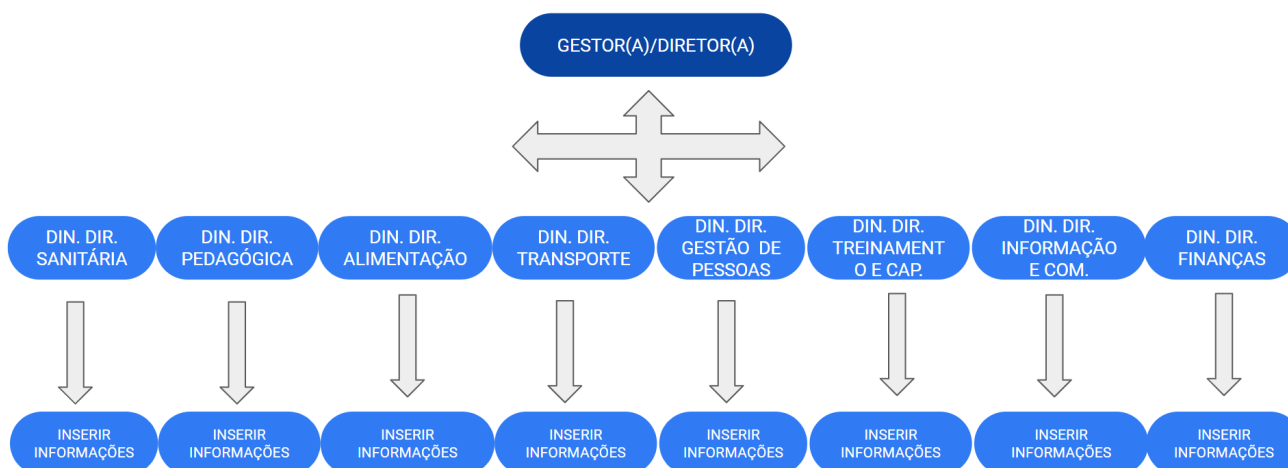 GESTOR(A)/DIRETOR(A)
DIN. DIR.
SANITÁRIA
DIN. DIR.
PEDAGÓGICA
DIN. DIR.
ALIMENTAÇÃO
DIN. DIR.
TRANSPORTE
DIN. DIR.
GESTÃO DE
PESSOAS
DIN. DIR.
TREINAMENT
O E CAP.
DIN. DIR.
INFORMAÇÃO
E COM.
DIN. DIR.
FINANÇAS
INSERIR
INFORMAÇÕES
INSERIR
INFORMAÇÕES
INSERIR
INFORMAÇÕES
INSERIR
INFORMAÇÕES
INSERIR
INFORMAÇÕES
INSERIR
INFORMAÇÕES
INSERIR
INFORMAÇÕES
INSERIR
INFORMAÇÕES